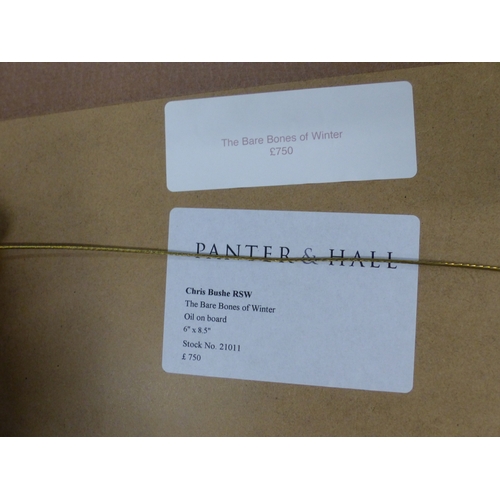 The Bare Bones of Winter
£750
PANTER & HALL
Chris Bushe RSW
The Bare Bones of Winter
Oil on board
6" x 8.5"
Stock No. 21011
£ 750